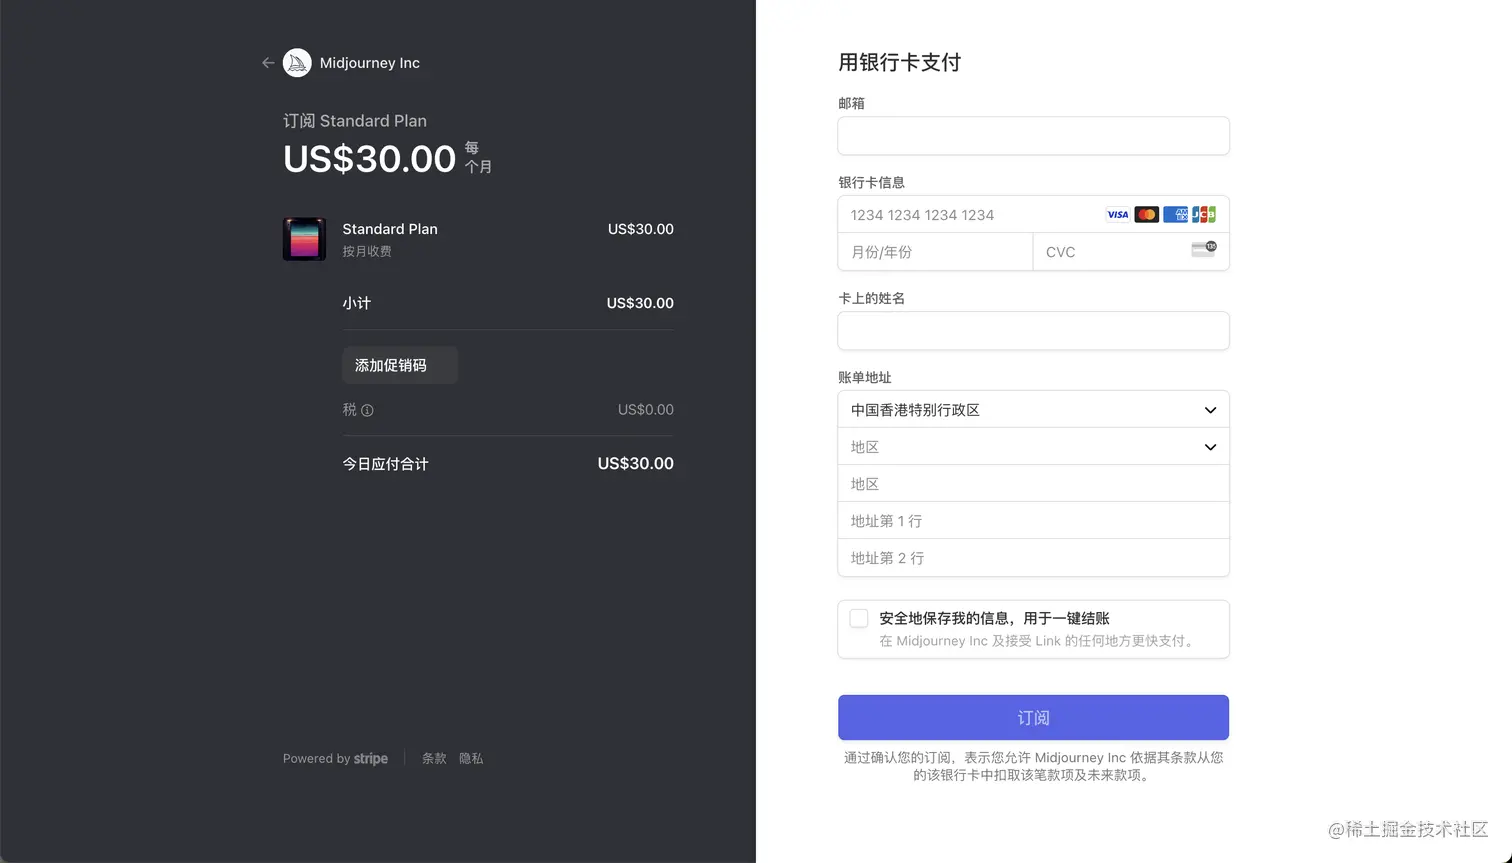 Midjourney Inc
订阅 Standard Plan
US$30.00 每
个月
Standard Plan US$30.00
按月收费
小计 US$30.00
添加促销码
税 US$0.00
今日应付合计 US$30.00
Powered by stripe 条款 隐私
用银行卡支付
邮箱
银行卡信息
1234 1234 1234 1234 VISA AMEX JCB
月份/年份 CVC 135
卡上的姓名
账单地址
中国香港特别行政区
地区
地区
地址第 1 行
地址第 2 行
安全地保存我的信息，用于一键结账
在 Midjourney Inc 及接受 Link 的任何地方更快支付。
订阅
通过确认您的订阅，表示您允许 Midjourney Inc 依据其条款从您
的该银行卡中扣取该笔款项及未来款项。
@稀土掘金技术社区